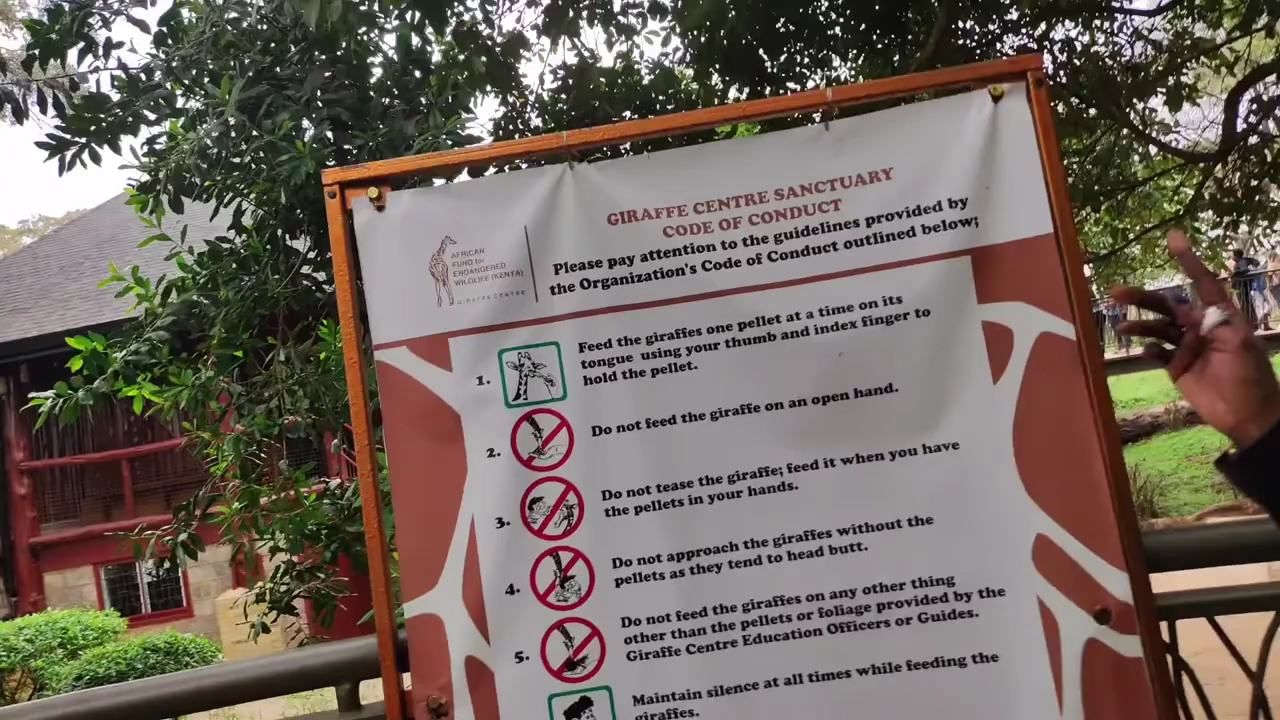 GIRAFFE CENTRE SANCTUARY
CODE OF CONDUCT
Please pay attention to the guidelines provided by
the Organization's Code of Conduct outlined below;
AFRICAN
FUND for
ENDANGERED
WILDLIFE (KENYA)
GIRAFFE CENTRE
1. Feed the giraffes one pellet at a time on its
tongue using your thumb and index finger to
hold the pellet.
2. Do not feed the giraffe on an open hand.
3. Do not tease the giraffe; feed it when you have
the pellets in your hands.
4. Do not approach the giraffes without the
pellets as they tend to head butt.
5. Do not feed the giraffes on any other thing
other than the pellets or foliage provided by the
Giraffe Centre Education Officers or Guides.
Maintain silence at all times while feeding the
giraffes.